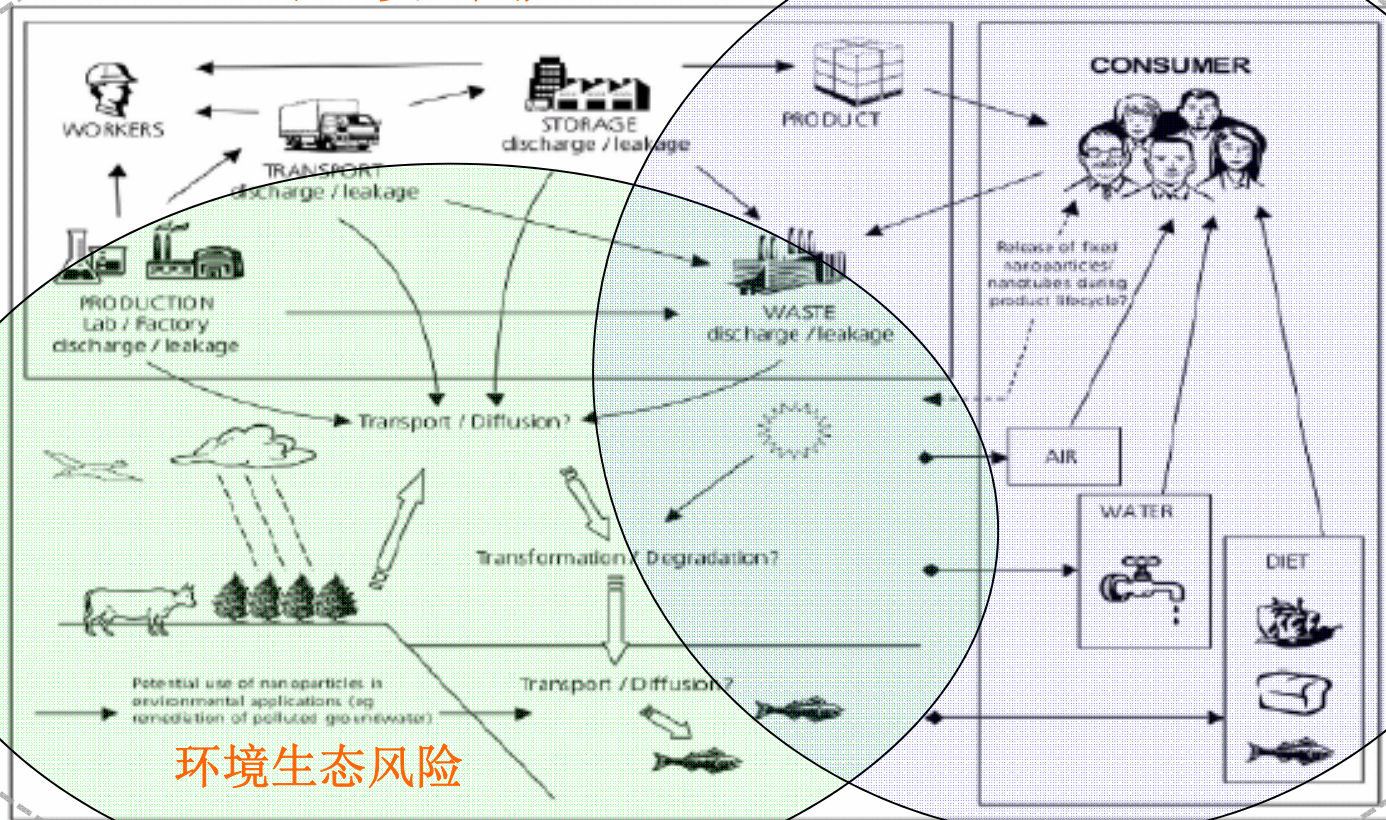 CONSUMER
WORKERS
STORAGE
discharge / leakage
PRODUCT
TRANSPORT
discharge / leakage
Release of fixed
nanoparticles/
nanotubes during
product lifecycle?
PRODUCTION
Lab / Factory
discharge / leakage
WASTE
discharge / leakage
Transport / Diffusion?
AIR
WATER
Transformation / Degradation?
DIET
Potential use of nanoparticles in
environmental applications (eg
remediation of polluted groundwater)
Transport / Diffusion?
环境生态风险